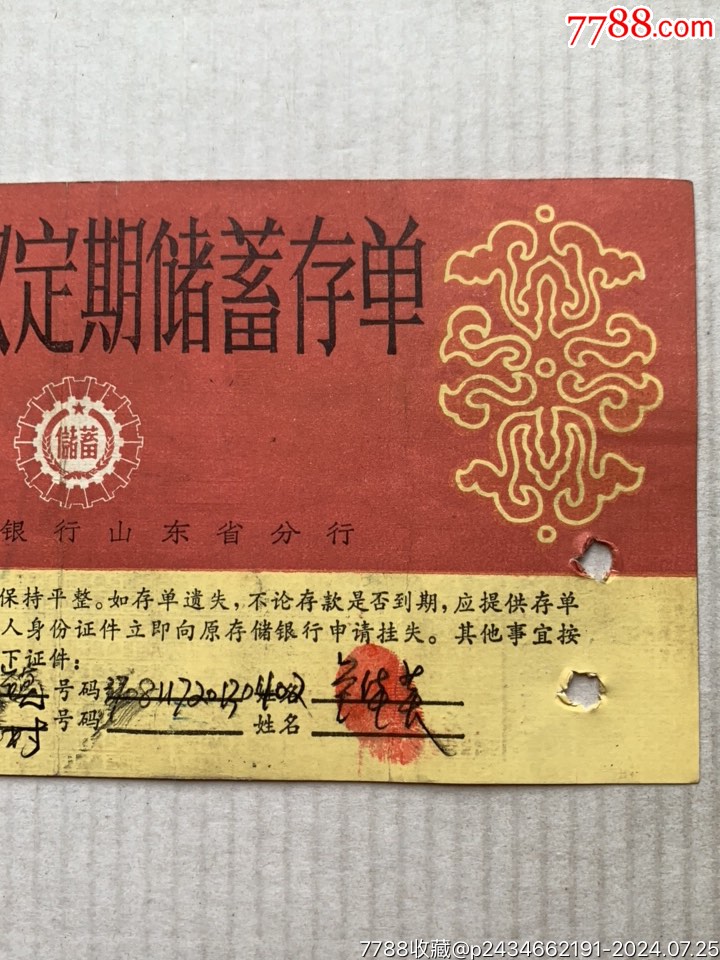 7788.com
定期储蓄存单
儲蓄
银行山东省分行
保持平整。如存单遗失,不论存款是否到期,应提供存单
人身份证件立即向原存储银行申请挂失。其他事宜按
下证件:
号码
村 号码 姓名
7788收藏@p2434662191-2024.07.25